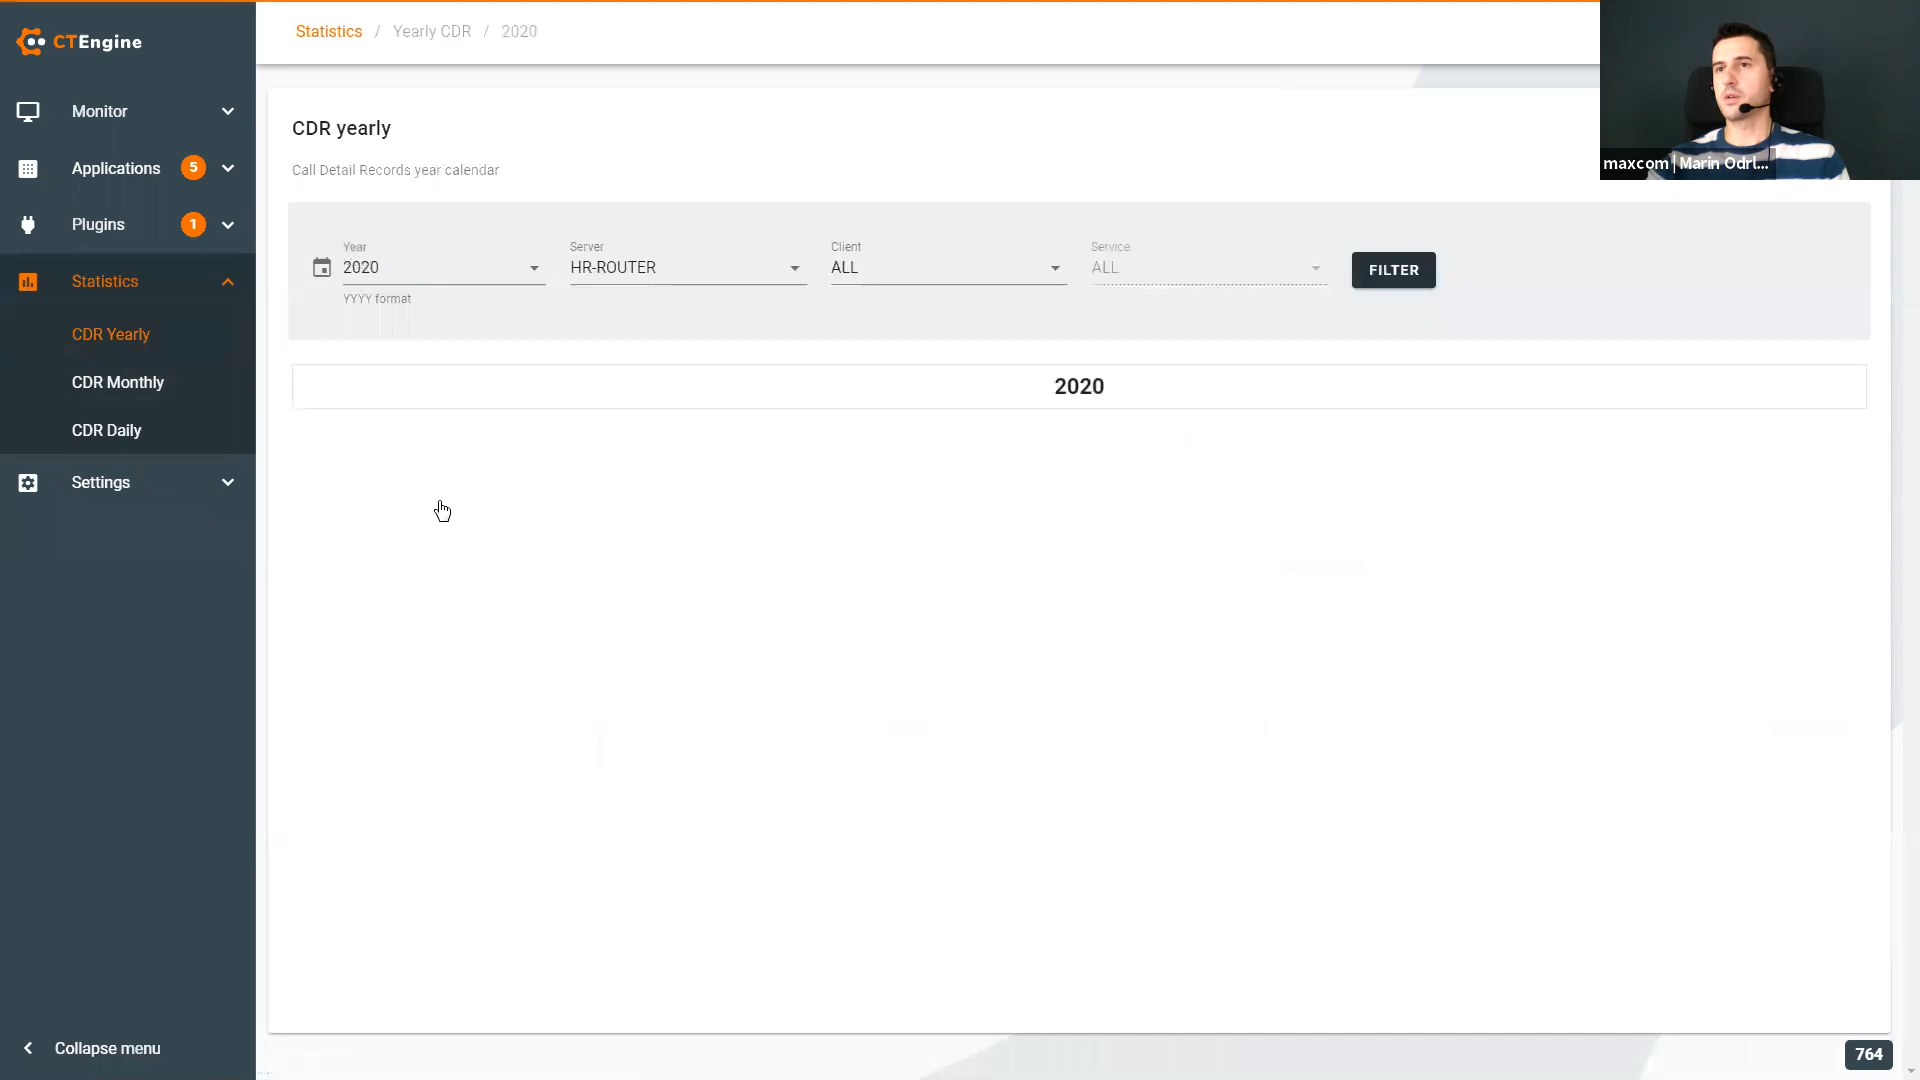 CTEngine
Statistics / Yearly CDR / 2020
Monitor
Applications 5
Plugins 1
Statistics
CDR Yearly
CDR Monthly
CDR Daily
Settings
Collapse menu
CDR yearly
Call Detail Records year calendar
Year
2020
YYYY format
Server
HR-ROUTER
Client
ALL
Service
ALL
FILTER
2020
maxcom | Marin Odrl...
764